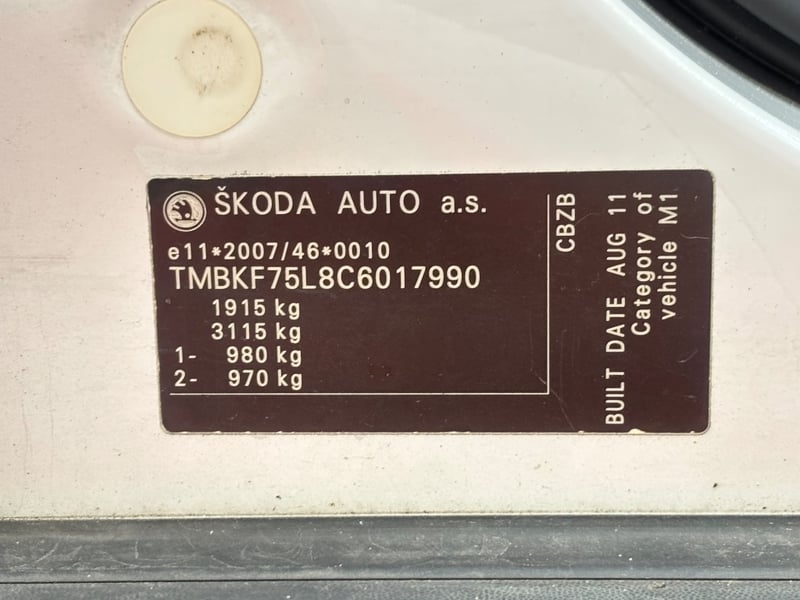 ŠKODA AUTO a.s.
e11*2007/46*0010
TMBKF75L8C6017990
1915 kg
3115 kg
1- 980 kg
2- 970 kg
CBZB
BUILT DATE AUG 11
Category of
vehicle M1